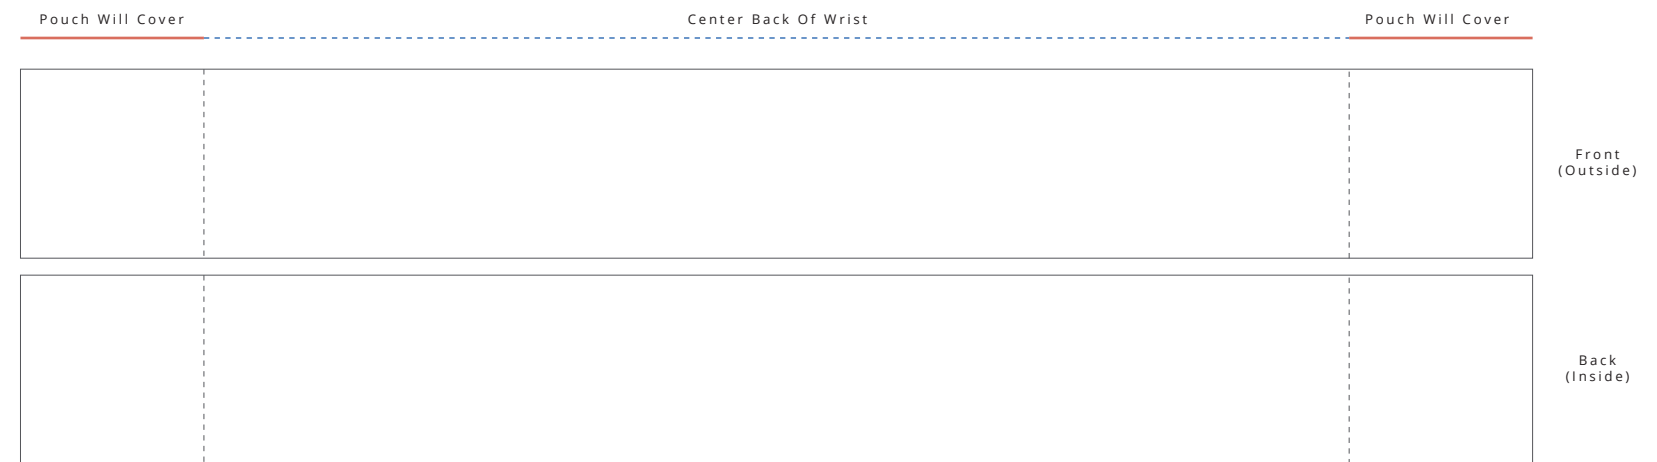 Pouch Will Cover
Center Back Of Wrist
Pouch Will Cover
Front
(Outside)
Back
(Inside)